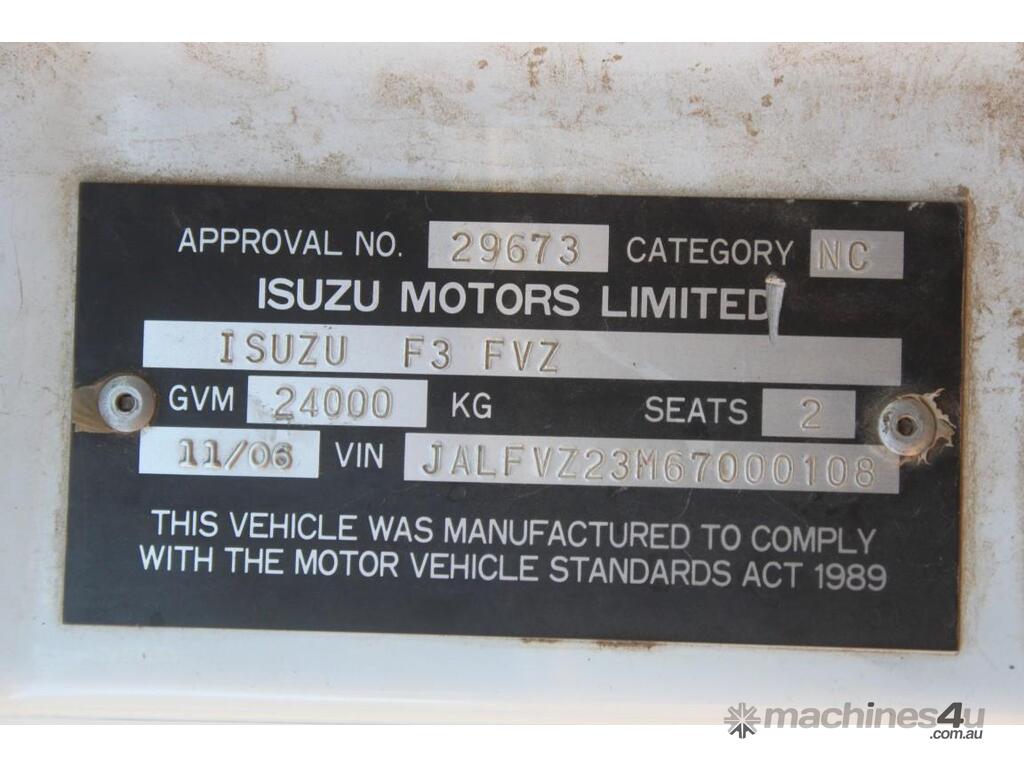 APPROVAL NO. 29673 CATEGORY NC
ISUZU MOTORS LIMITED
ISUZU F3 FVZ
GVM 24000 KG SEATS 2
11/06 VIN JALFVZ23M67000108
THIS VEHICLE WAS MANUFACTURED TO COMPLY
WITH THE MOTOR VEHICLE STANDARDS ACT 1989
machines4u
.com.au